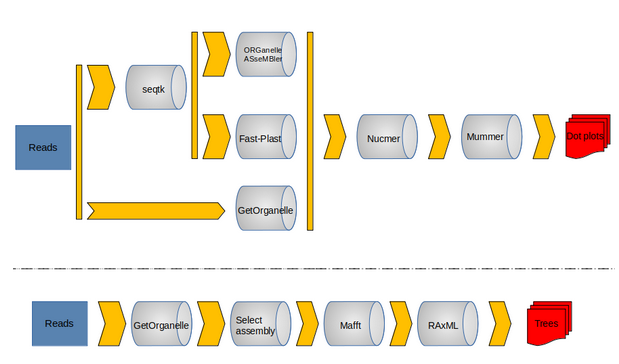 ORGanelle
ASseMBler
seqtk
Reads
Fast-Plast
Nucmer
Mummer
Dot plots
GetOrganelle
Reads
GetOrganelle
Select
assembly
Mafft
RAxML
Trees